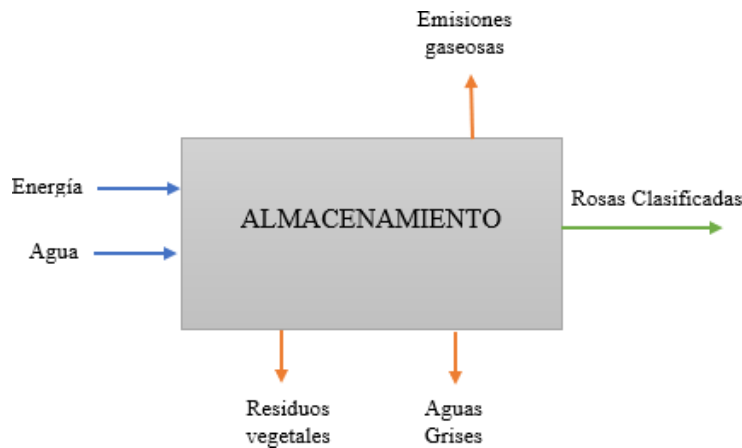 Emisiones
gaseosas
Energía
ALMACENAMIENTO
Rosas Clasificadas
Agua
Residuos
vegetales
Aguas
Grises